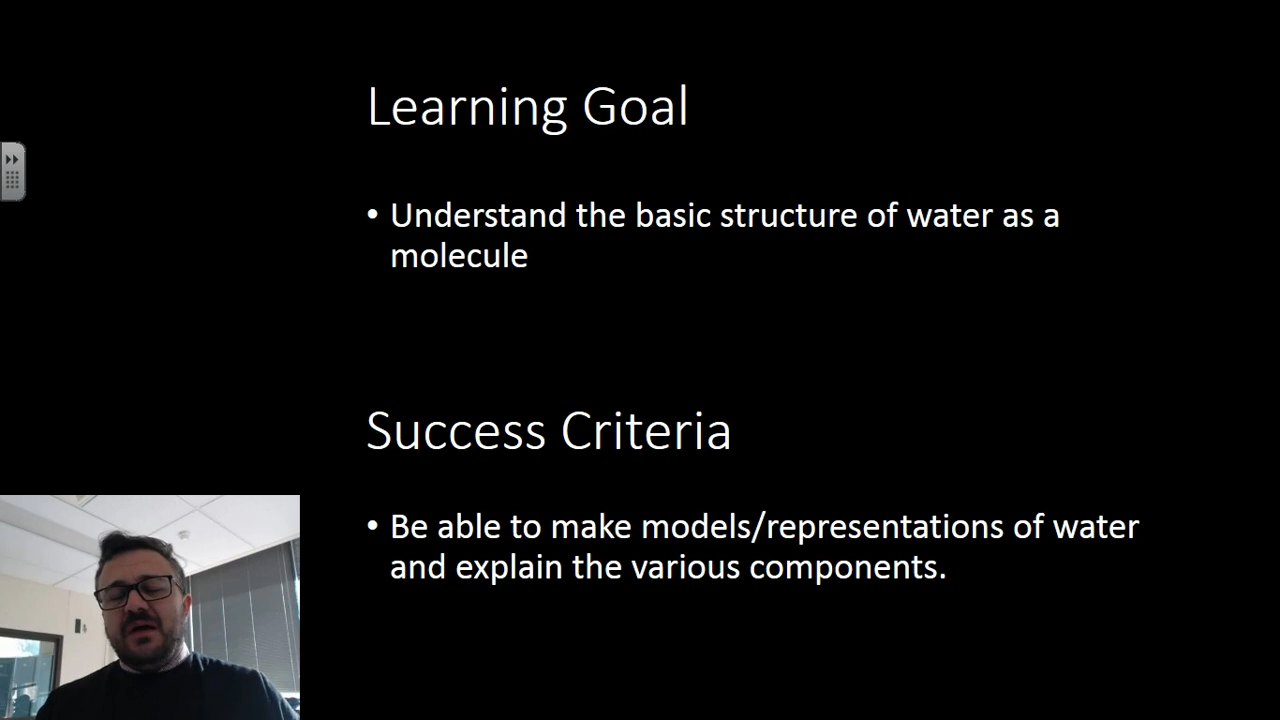 Learning Goal
• Understand the basic structure of water as a
molecule
Success Criteria
• Be able to make models/representations of water
and explain the various components.